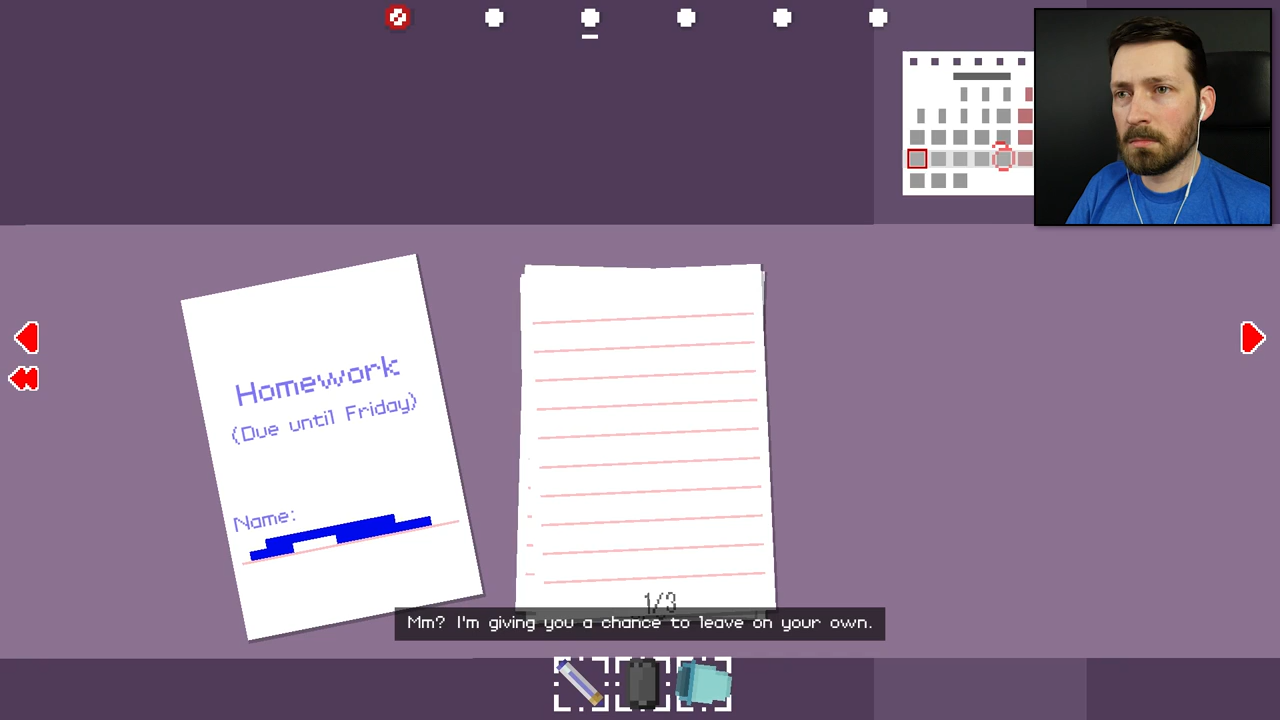 Homework
(Due until Friday)
Name:
1/3
Mm? I'm giving you a chance to leave on your own.